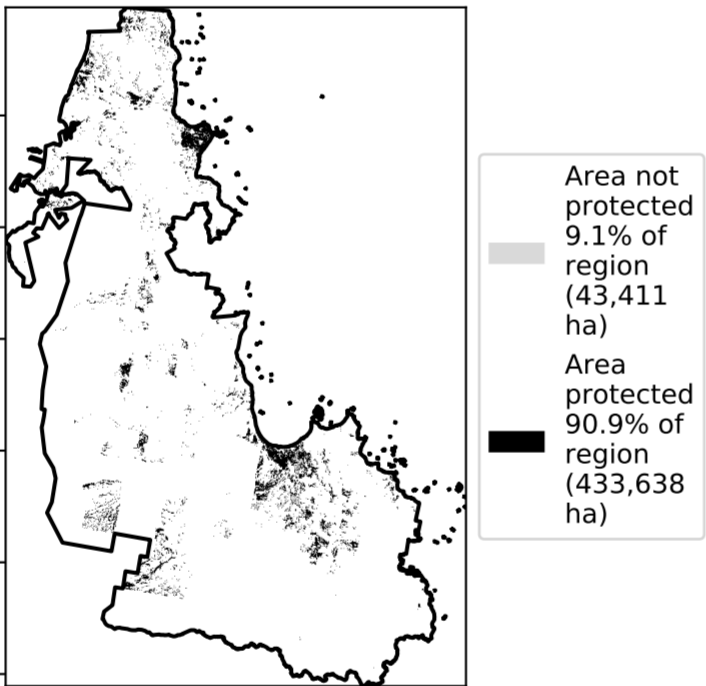 Area not
protected
9.1% of
region
(43,411
ha)
Area
protected
90.9% of
region
(433,638
ha)